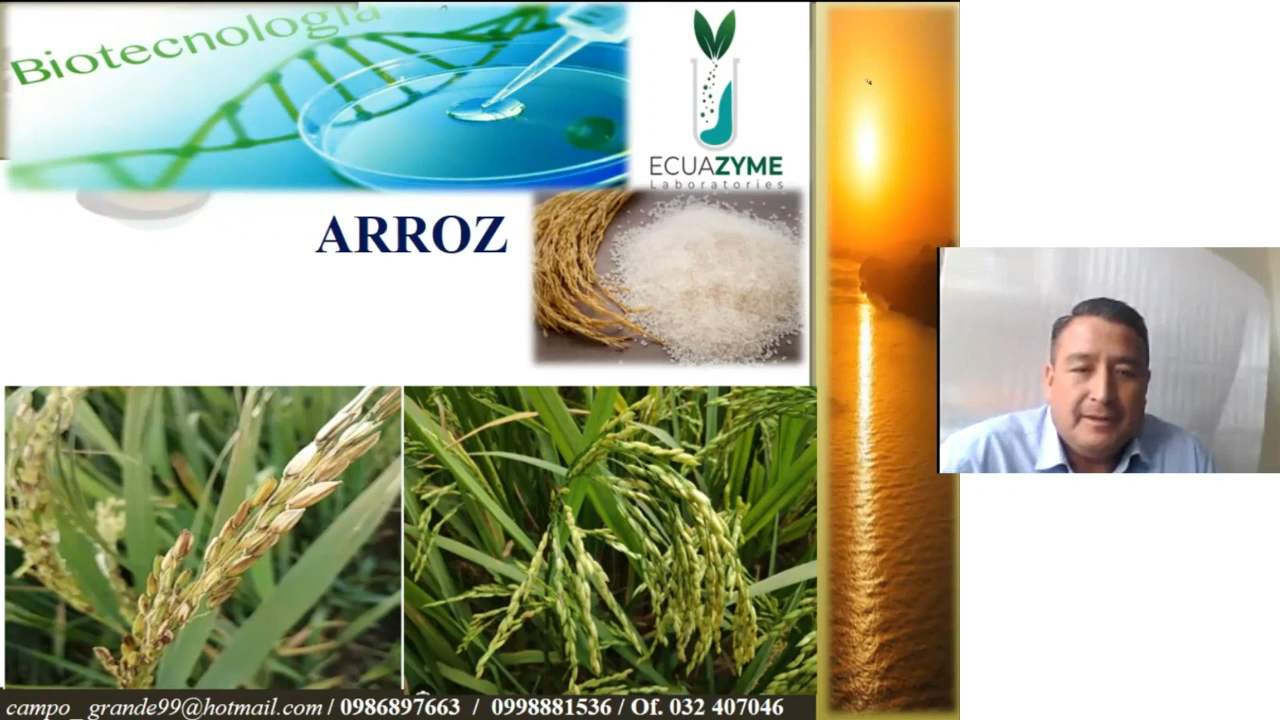 Biotecnología
ECUAZYME
Laboratories
ARROZ
campo_grande99@hotmail.com / 0986897663 / 0998881536 / Of. 032 407046